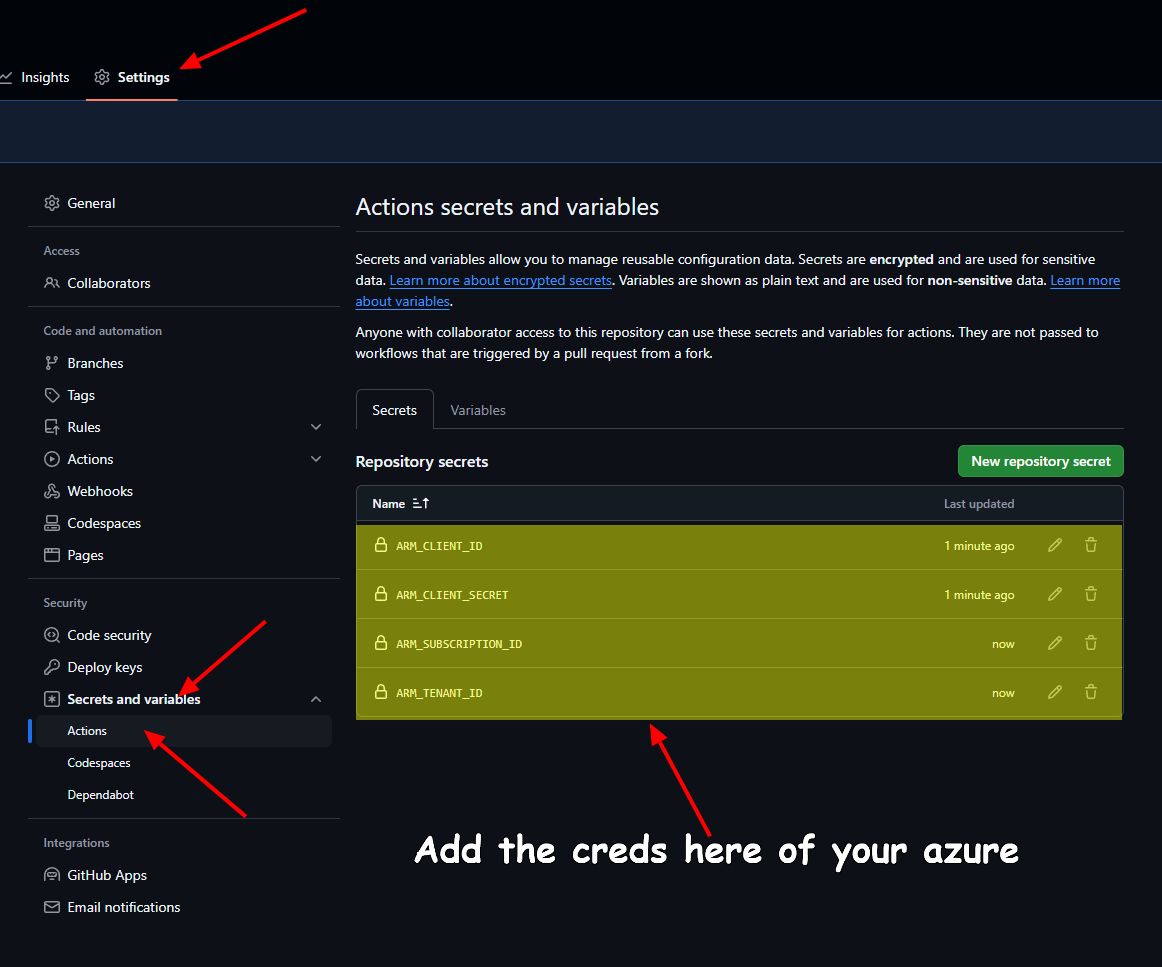 Insights Settings
General
Access
Collaborators
Code and automation
Branches
Tags
Rules
Actions
Webhooks
Codespaces
Pages
Security
Code security
Deploy keys
Secrets and variables
Actions
Codespaces
Dependabot
Integrations
GitHub Apps
Email notifications
Actions secrets and variables
Secrets and variables allow you to manage reusable configuration data. Secrets are encrypted and are used for sensitive
data. Learn more about encrypted secrets. Variables are shown as plain text and are used for non-sensitive data. Learn more
about variables.
Anyone with collaborator access to this repository can use these secrets and variables for actions. They are not passed to
workflows that are triggered by a pull request from a fork.
Secrets Variables
Repository secrets New repository secret
Name Last updated
ARM_CLIENT_ID 1 minute ago
ARM_CLIENT_SECRET 1 minute ago
ARM_SUBSCRIPTION_ID now
ARM_TENANT_ID now
Add the creds here of your azure